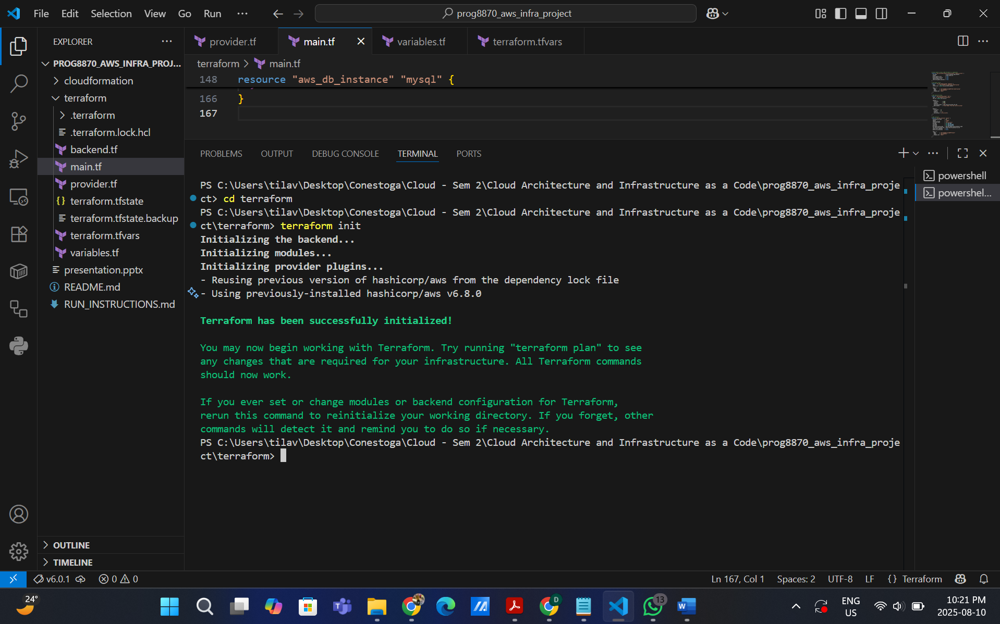 File Edit Selection View Go Run ···
prog8870_aws_infra_project
EXPLORER
PROG8870_AWS_INFRA_PROJ...
cloudformation
terraform
.terraform
.terraform.lock.hcl
backend.tf
main.tf
provider.tf
terraform.tfstate
terraform.tfstate.backup
terraform.tfvars
variables.tf
presentation.pptx
README.md
RUN_INSTRUCTIONS.md
OUTLINE
TIMELINE
provider.tf main.tf variables.tf terraform.tfvars
terraform > main.tf
148 resource "aws_db_instance" "mysql" {
166 }
167
PROBLEMS OUTPUT DEBUG CONSOLE TERMINAL PORTS
powershell
powershel...
PS C:\Users\tilav\Desktop\Conestoga\Cloud - Sem 2\Cloud Architecture and Infrastructure as a Code\prog8870_aws_infra_proje
ct> cd terraform
PS C:\Users\tilav\Desktop\Conestoga\Cloud - Sem 2\Cloud Architecture and Infrastructure as a Code\prog8870_aws_infra_proje
ct\terraform> terraform init
Initializing the backend...
Initializing modules...
Initializing provider plugins...
- Reusing previous version of hashicorp/aws from the dependency lock file
- Using previously-installed hashicorp/aws v6.8.0
Terraform has been successfully initialized!
You may now begin working with Terraform. Try running "terraform plan" to see
any changes that are required for your infrastructure. All Terraform commands
should now work.
If you ever set or change modules or backend configuration for Terraform,
rerun this command to reinitialize your working directory. If you forget, other
commands will detect it and remind you to do so if necessary.
PS C:\Users\tilav\Desktop\Conestoga\Cloud - Sem 2\Cloud Architecture and Infrastructure as a Code\prog8870_aws_infra_proje
ct\terraform>
v6.0.1 0 0 Ln 167, Col 1 Spaces: 2 UTF-8 LF {} Terraform
24°
13
ENG
US
10:21 PM
2025-08-10